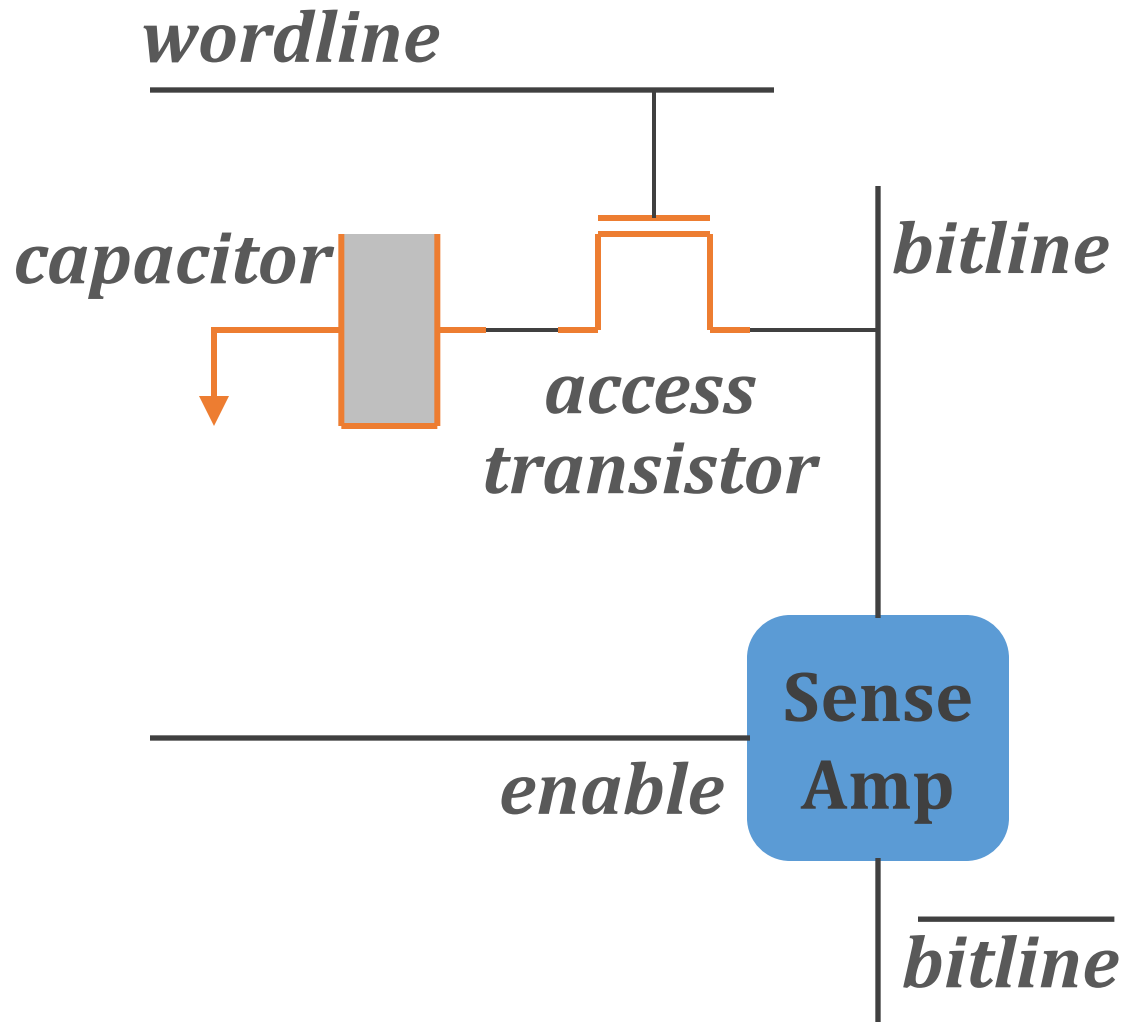 wordline
capacitor
bitline
access
transistor
Sense
Amp
enable
bitline